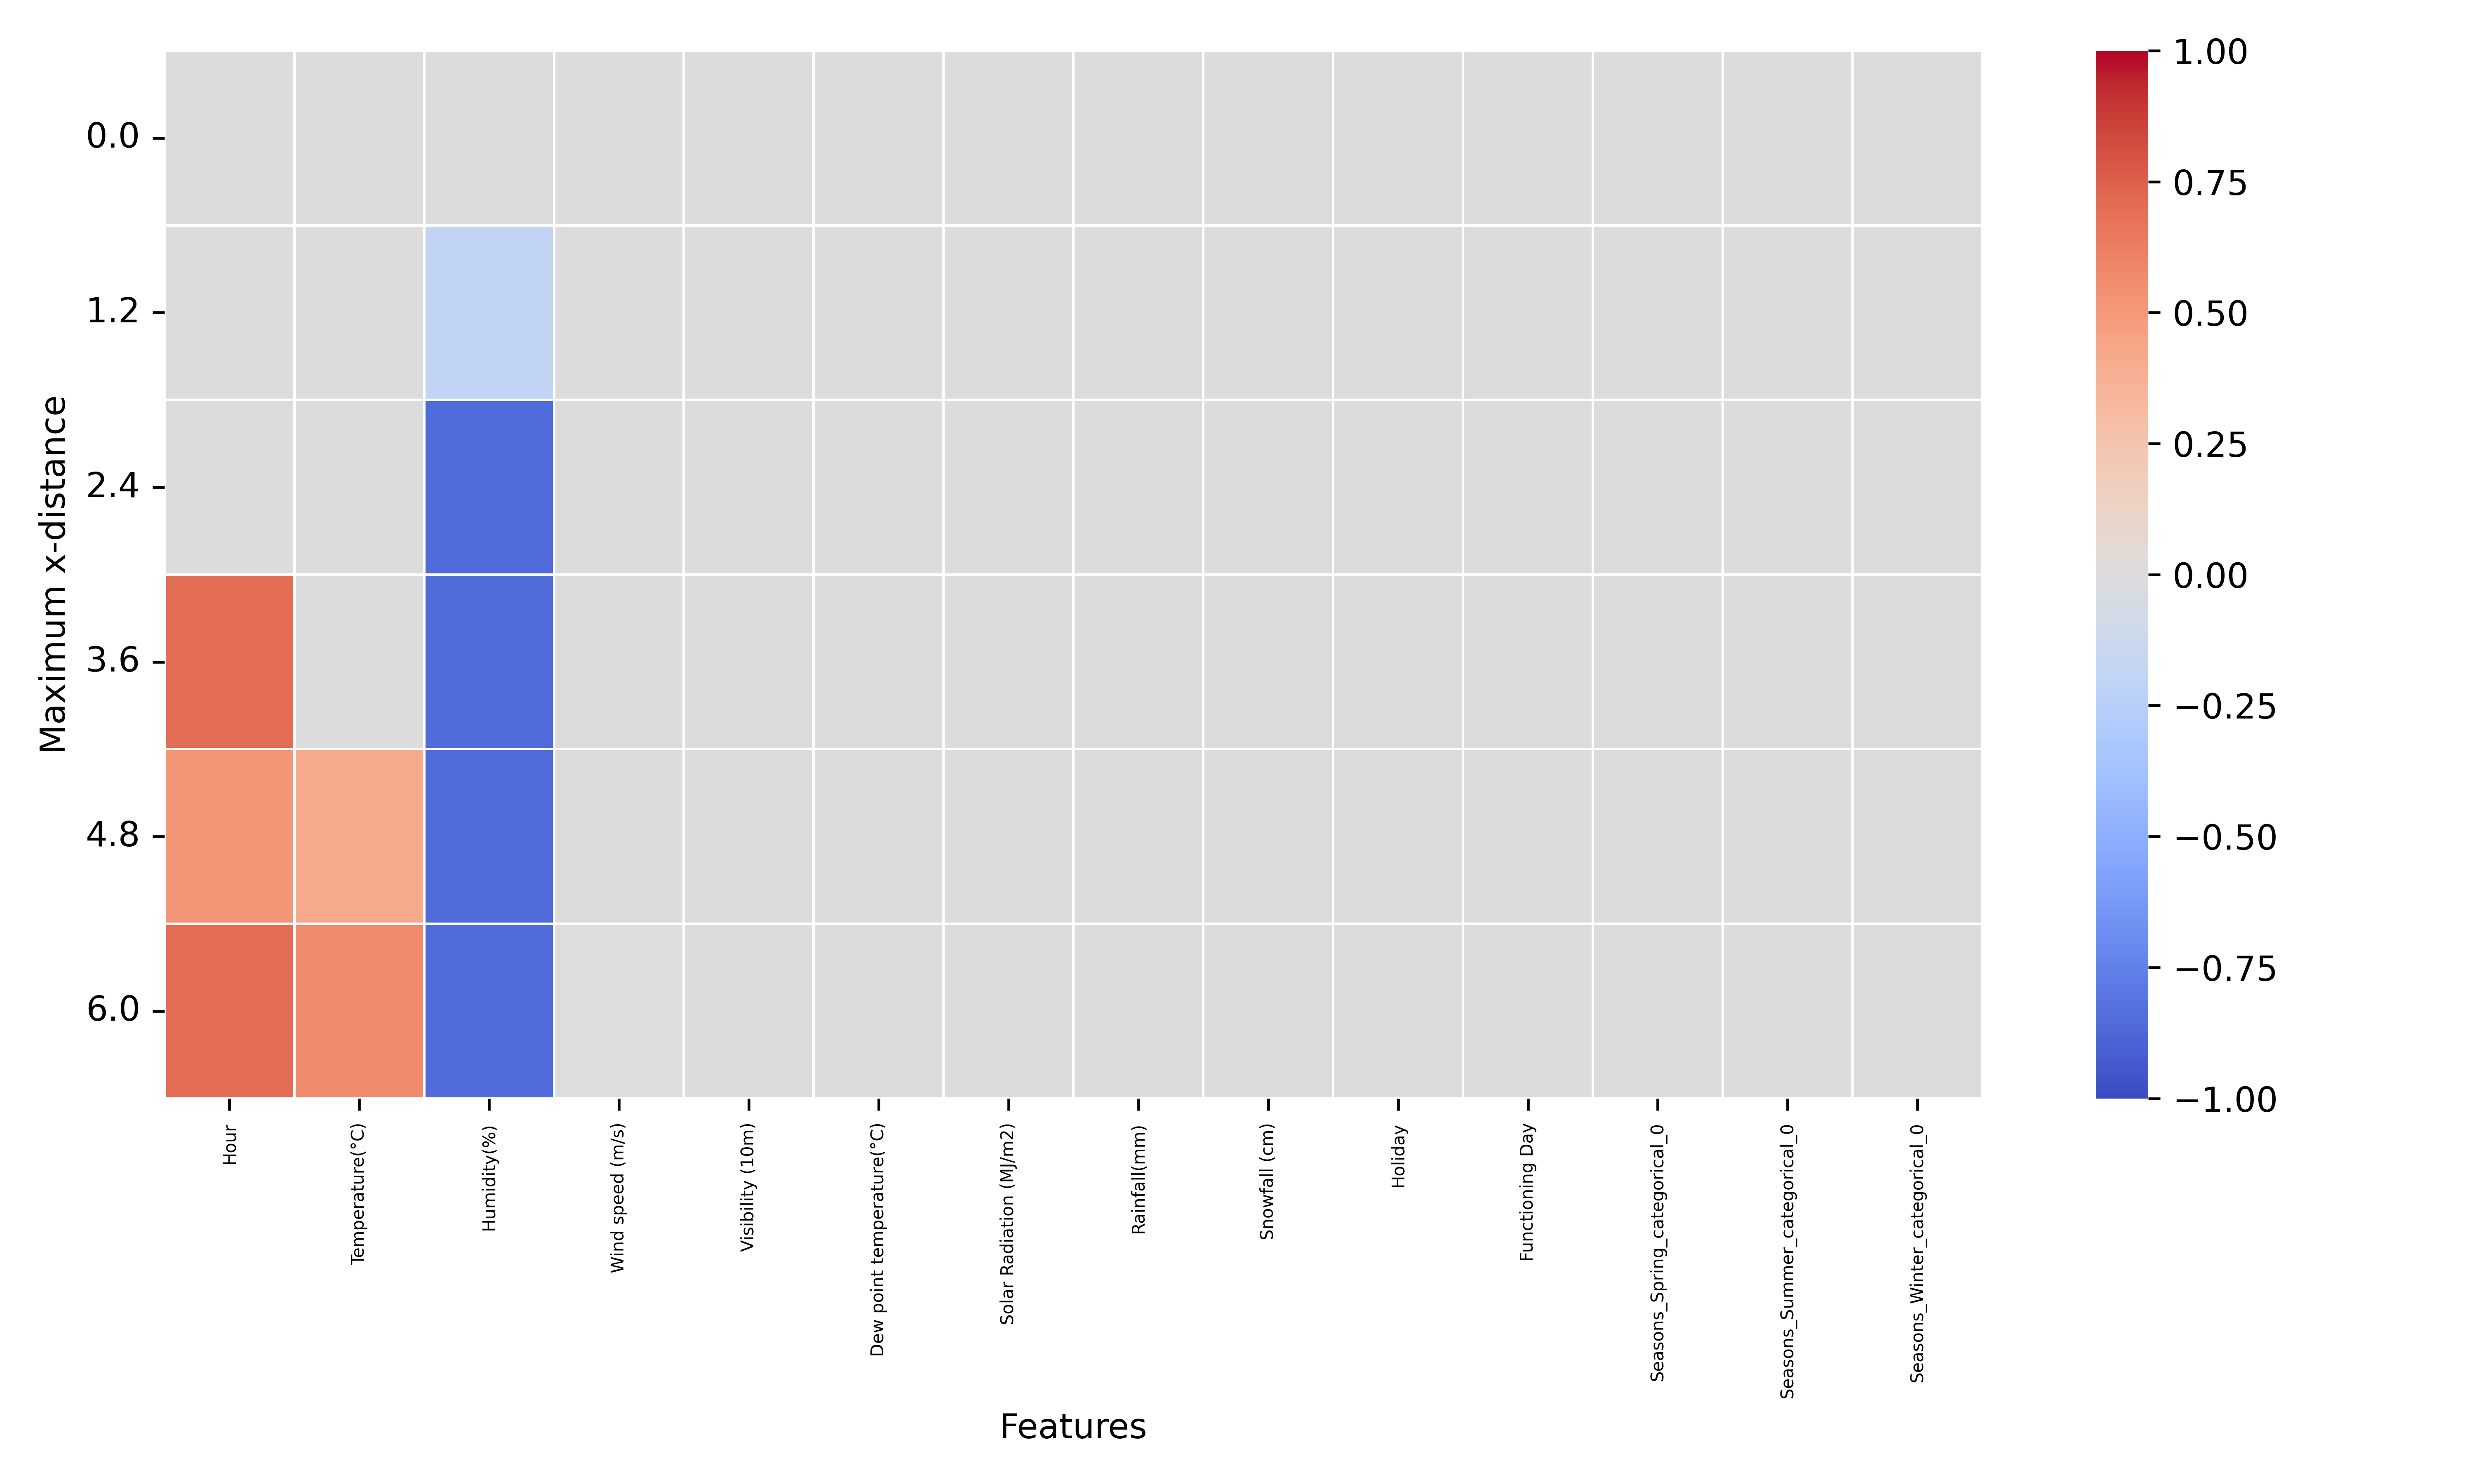 Maximum x-distance
0.0
1.2
2.4
3.6
4.8
6.0
Hour
Temperature(°C)
Humidity(%)
Wind speed (m/s)
Visibility (10m)
Dew point temperature(°C)
Solar Radiation (MJ/m2)
Rainfall(mm)
Snowfall (cm)
Holiday
Functioning Day
Seasons_Spring_categorical_0
Seasons_Summer_categorical_0
Seasons_Winter_categorical_0
Features
1.00
0.75
0.50
0.25
0.00
−0.25
−0.50
−0.75
−1.00